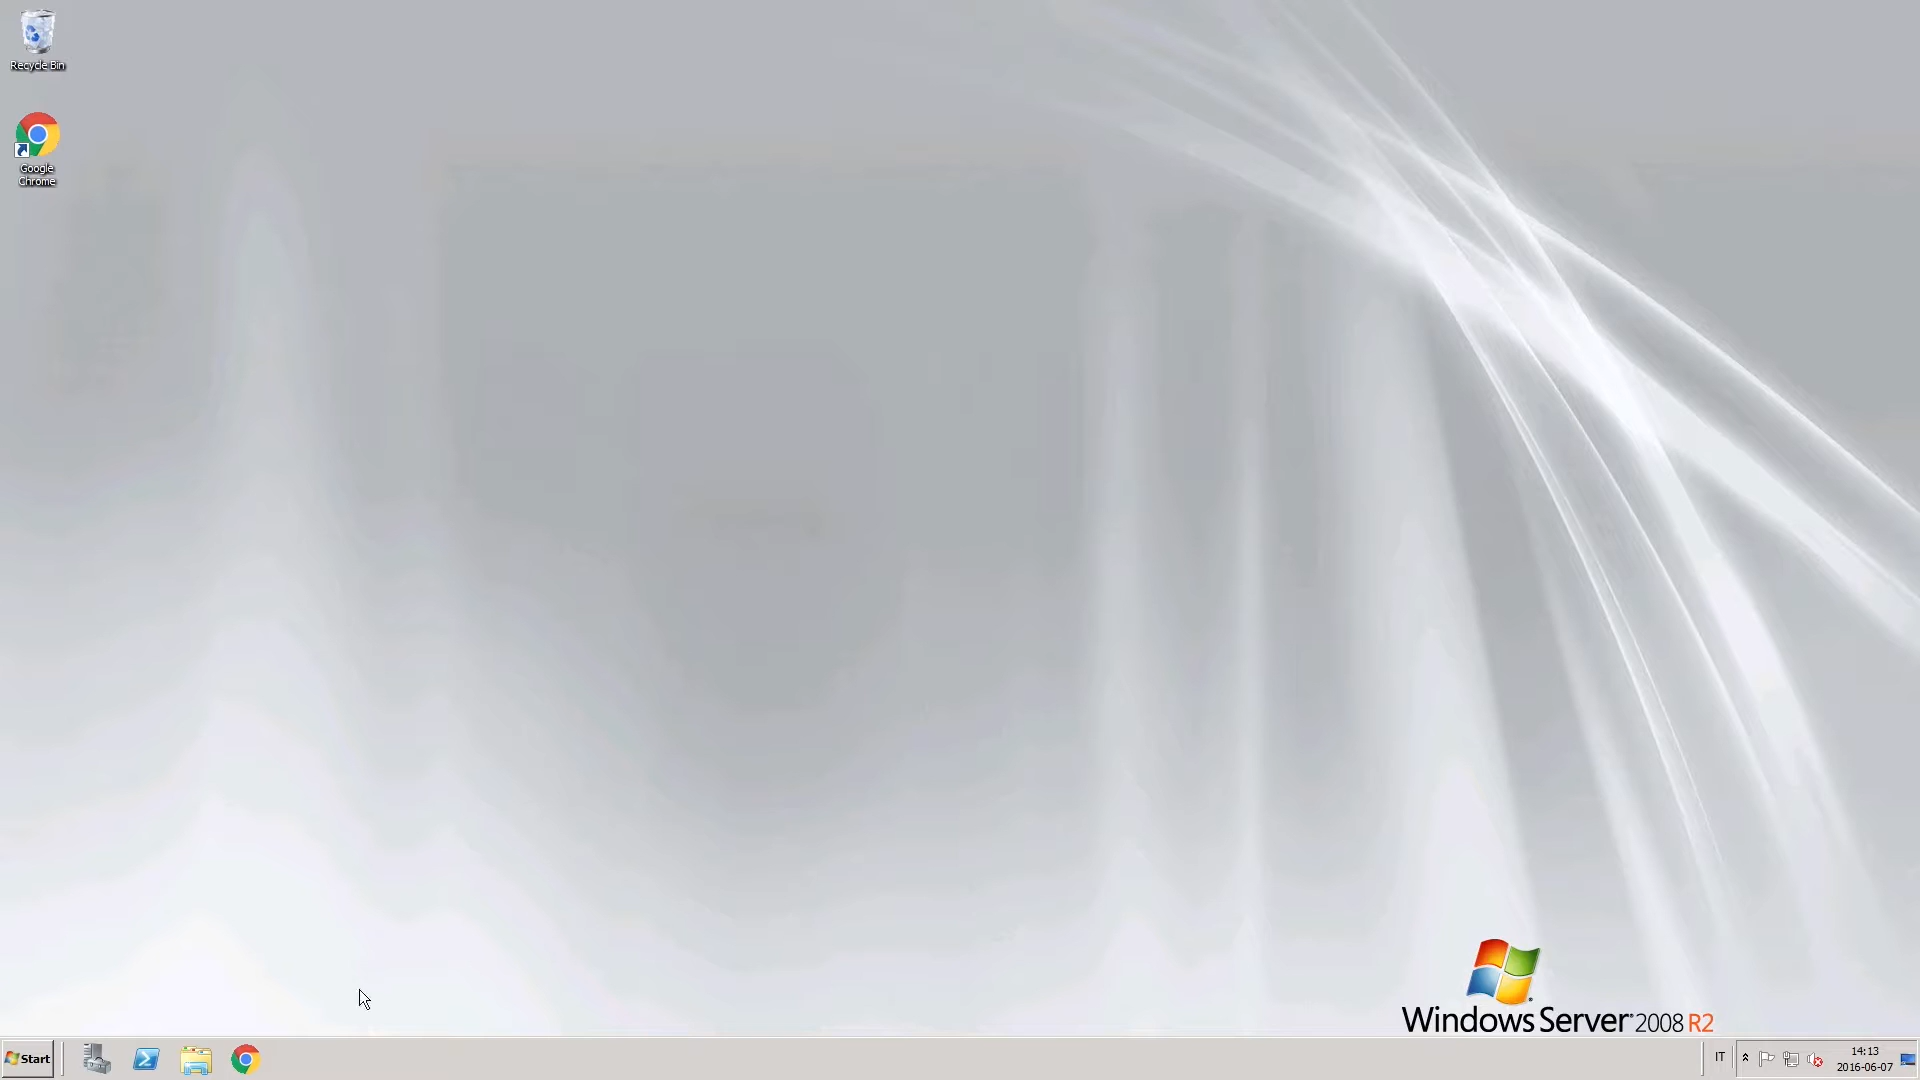 Recycle Bin
Google
Chrome
Windows Server 2008 R2
Start
IT
14:13
2016-06-07